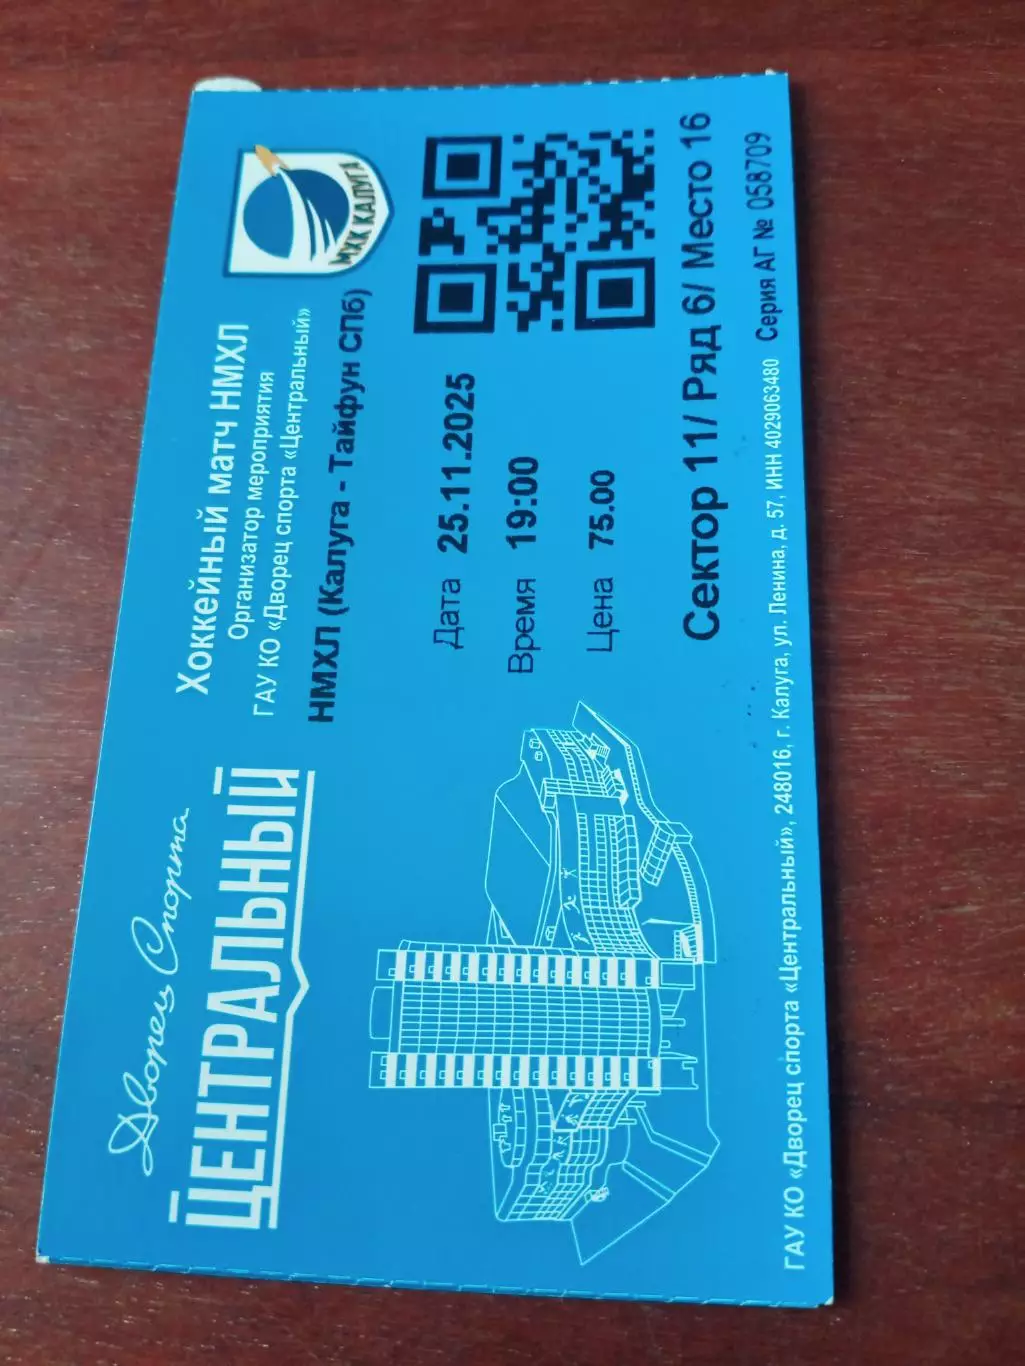 Дворец Спорта
ЦЕНТРАЛЬНЫЙ
Хоккейный матч НМХЛ
Организатор мероприятия
ГАУ КО «Дворец спорта «Центральный»
МХК КАЛУГА
НМХЛ (Калуга - Тайфун СПб)
Дата 25.11.2025
Время 19:00
Цена 75.00
Сектор 11/ Ряд 6/ Место 16
Серия АГ № 058709
ГАУ КО «Дворец спорта «Центральный», 248016, г. Калуга, ул. Ленина, д. 57, ИНН 4029063480